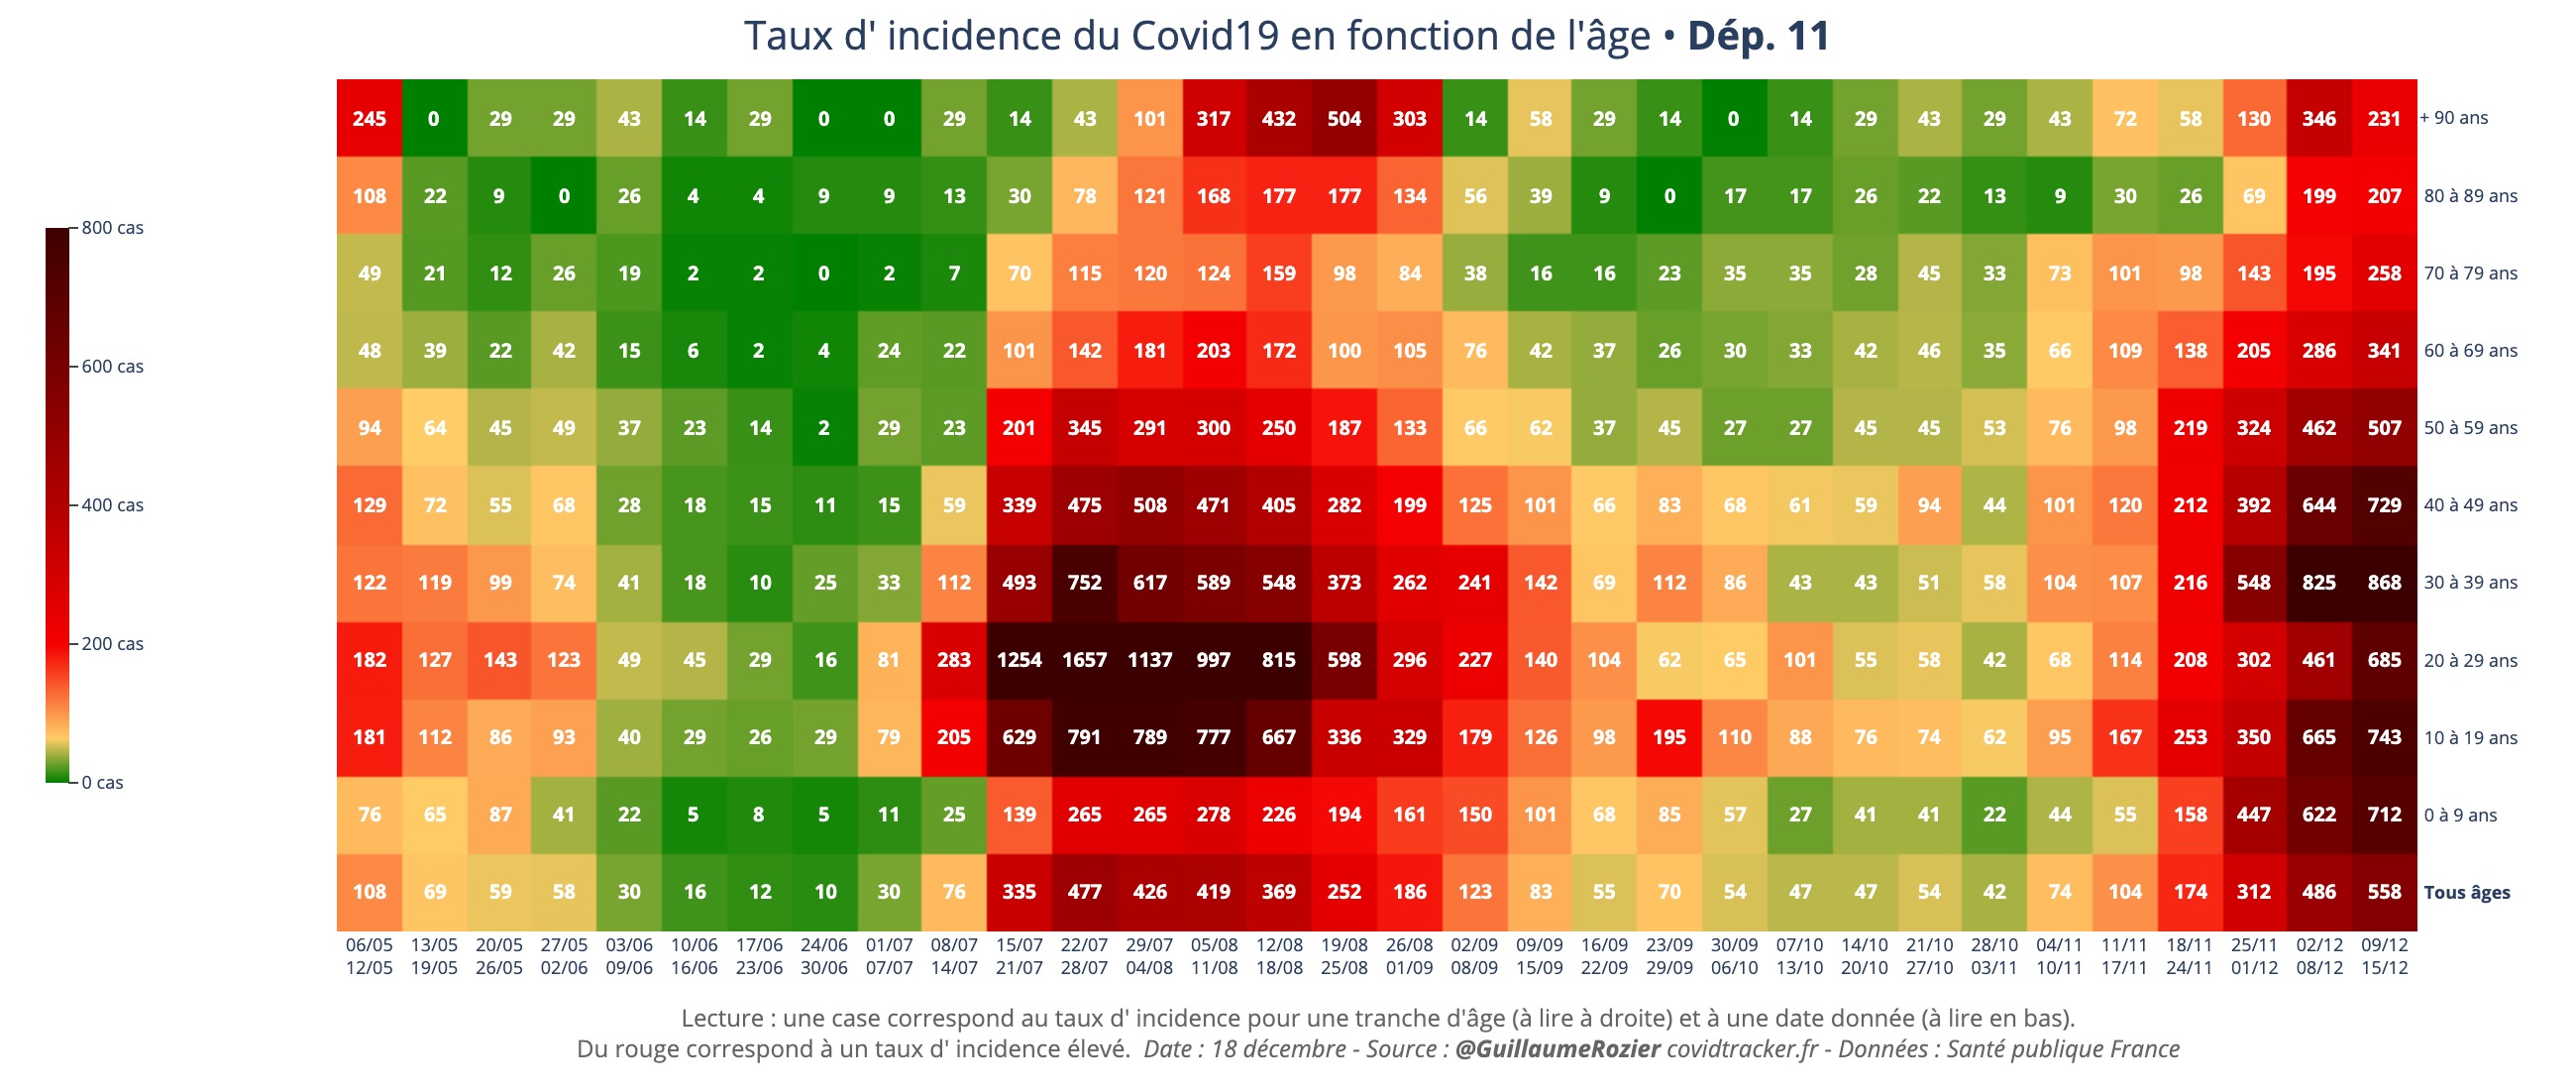 Taux d' incidence du Covid19 en fonction de l'âge • Dép. 11
800 cas
600 cas
400 cas
200 cas
0 cas
245 0 29 29 43 14 29 0 0 29 14 43 101 317 432 504 303 14 58 29 14 0 14 29 43 29 43 72 58 130 346 231 + 90 ans
108 22 9 0 26 4 4 9 9 13 30 78 121 168 177 177 134 56 39 9 0 17 17 26 22 13 9 30 26 69 199 207 80 à 89 ans
49 21 12 26 19 2 2 0 2 7 70 115 120 124 159 98 84 38 16 16 23 35 35 28 45 33 73 101 98 143 195 258 70 à 79 ans
48 39 22 42 15 6 2 4 24 22 101 142 181 203 172 100 105 76 42 37 26 30 33 42 46 35 66 109 138 205 286 341 60 à 69 ans
94 64 45 49 37 23 14 2 29 23 201 345 291 300 250 187 133 66 62 37 45 27 27 45 45 53 76 98 219 324 462 507 50 à 59 ans
129 72 55 68 28 18 15 11 15 59 339 475 508 471 405 282 199 125 101 66 83 68 61 59 94 44 101 120 212 392 644 729 40 à 49 ans
122 119 99 74 41 18 10 25 33 112 493 752 617 589 548 373 262 241 142 69 112 86 43 43 51 58 104 107 216 548 825 868 30 à 39 ans
182 127 143 123 49 45 29 16 81 283 1254 1657 1137 997 815 598 296 227 140 104 62 65 101 55 58 42 68 114 208 302 461 685 20 à 29 ans
181 112 86 93 40 29 26 29 79 205 629 791 789 777 667 336 329 179 126 98 195 110 88 76 74 62 95 167 253 350 665 743 10 à 19 ans
76 65 87 41 22 5 8 5 11 25 139 265 265 278 226 194 161 150 101 68 85 57 27 41 41 22 44 55 158 447 622 712 0 à 9 ans
108 69 59 58 30 16 12 10 30 76 335 477 426 419 369 252 186 123 83 55 70 54 47 47 54 42 74 104 174 312 486 558 Tous âges
06/05 13/05 20/05 27/05 03/06 10/06 17/06 24/06 01/07 08/07 15/07 22/07 29/07 05/08 12/08 19/08 26/08 02/09 09/09 16/09 23/09 30/09 07/10 14/10 21/10 28/10 04/11 11/11 18/11 25/11 02/12 09/12
12/05 19/05 26/05 02/06 09/06 16/06 23/06 30/06 07/07 14/07 21/07 28/07 04/08 11/08 18/08 25/08 01/09 08/09 15/09 22/09 29/09 06/10 13/10 20/10 27/10 03/11 10/11 17/11 24/11 01/12 08/12 15/12
Lecture : une case correspond au taux d' incidence pour une tranche d'âge (à lire à droite) et à une date donnée (à lire en bas).
Du rouge correspond à un taux d' incidence élevé. Date : 18 décembre - Source : @GuillaumeRozier covidtracker.fr - Données : Santé publique France